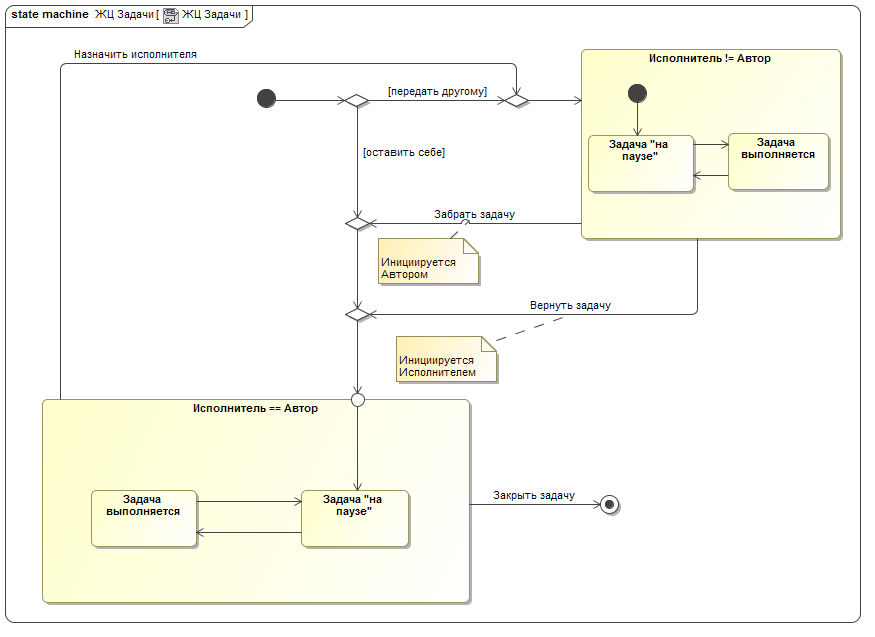 state machine ЖЦ Задачи [ ЖЦ Задачи ]
Назначить исполнителя
Исполнитель != Автор
[передать другому]
Задача "на
паузе"
Задача
выполняется
[оставить себе]
Забрать задачу
Инициируется
Автором
Вернуть задачу
Инициируется
Исполнителем
Исполнитель == Автор
Задача
выполняется
Задача "на
паузе"
Закрыть задачу